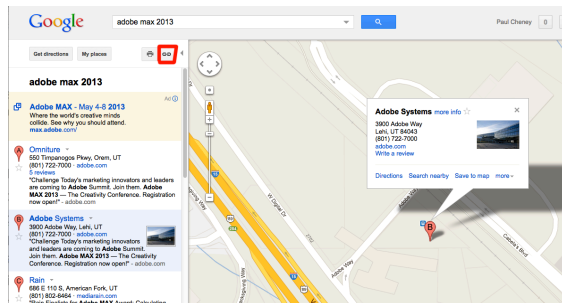 Google
adobe max 2013
Paul Cheney
0
Get directions
My places
adobe max 2013
Ad
Adobe MAX - May 4-8 2013
Where the world's creative minds
collide. See why you should attend.
max.adobe.com/
A
Omniture
550 Timpanogos Pkwy, Orem, UT
(801) 722-7000 - adobe.com
5 reviews
"Challenge Today's marketing innovators
and leaders are coming to Adobe Summit. Join them. Adobe
MAX 2013 — The Creativity Conference. Registration
now open!" - adobe.com
B
Adobe Systems
3900 Adobe Way, Lehi, UT
(801) 722-7000 - adobe.com
"Challenge Today's marketing innovators
and leaders are coming to Adobe Summit.
Join them. Adobe MAX 2013 — The Creativity
Conference. Registration now open!" - adobe.com
C
Rain
686 E 110 S, American Fork, UT
(801) 802-6464 - mediarain.com
Adobe Systems more info
3900 Adobe Way
Lehi, UT 84043
(801) 722-7000
adobe.com
Write a review
Directions Search nearby Save to map more
W Digital Dr
B
Cabela's Blvd
Adobe Way
15